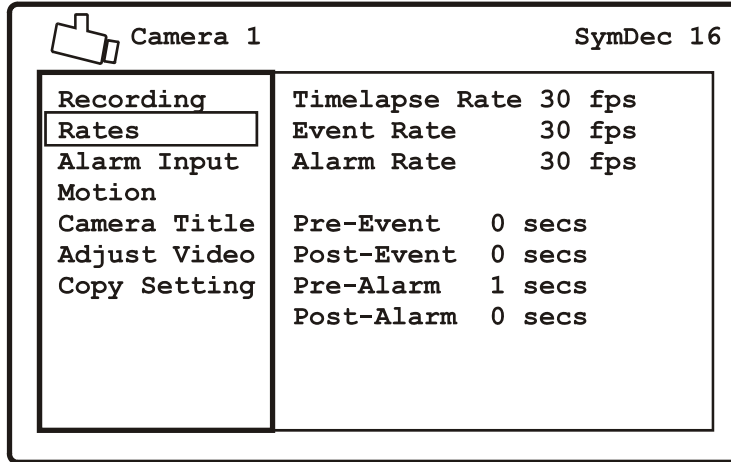 Camera 1 SymDec 16
Recording
Rates
Alarm Input
Motion
Camera Title
Adjust Video
Copy Setting
Timelapse Rate 30 fps
Event Rate 30 fps
Alarm Rate 30 fps
Pre-Event 0 secs
Post-Event 0 secs
Pre-Alarm 1 secs
Post-Alarm 0 secs